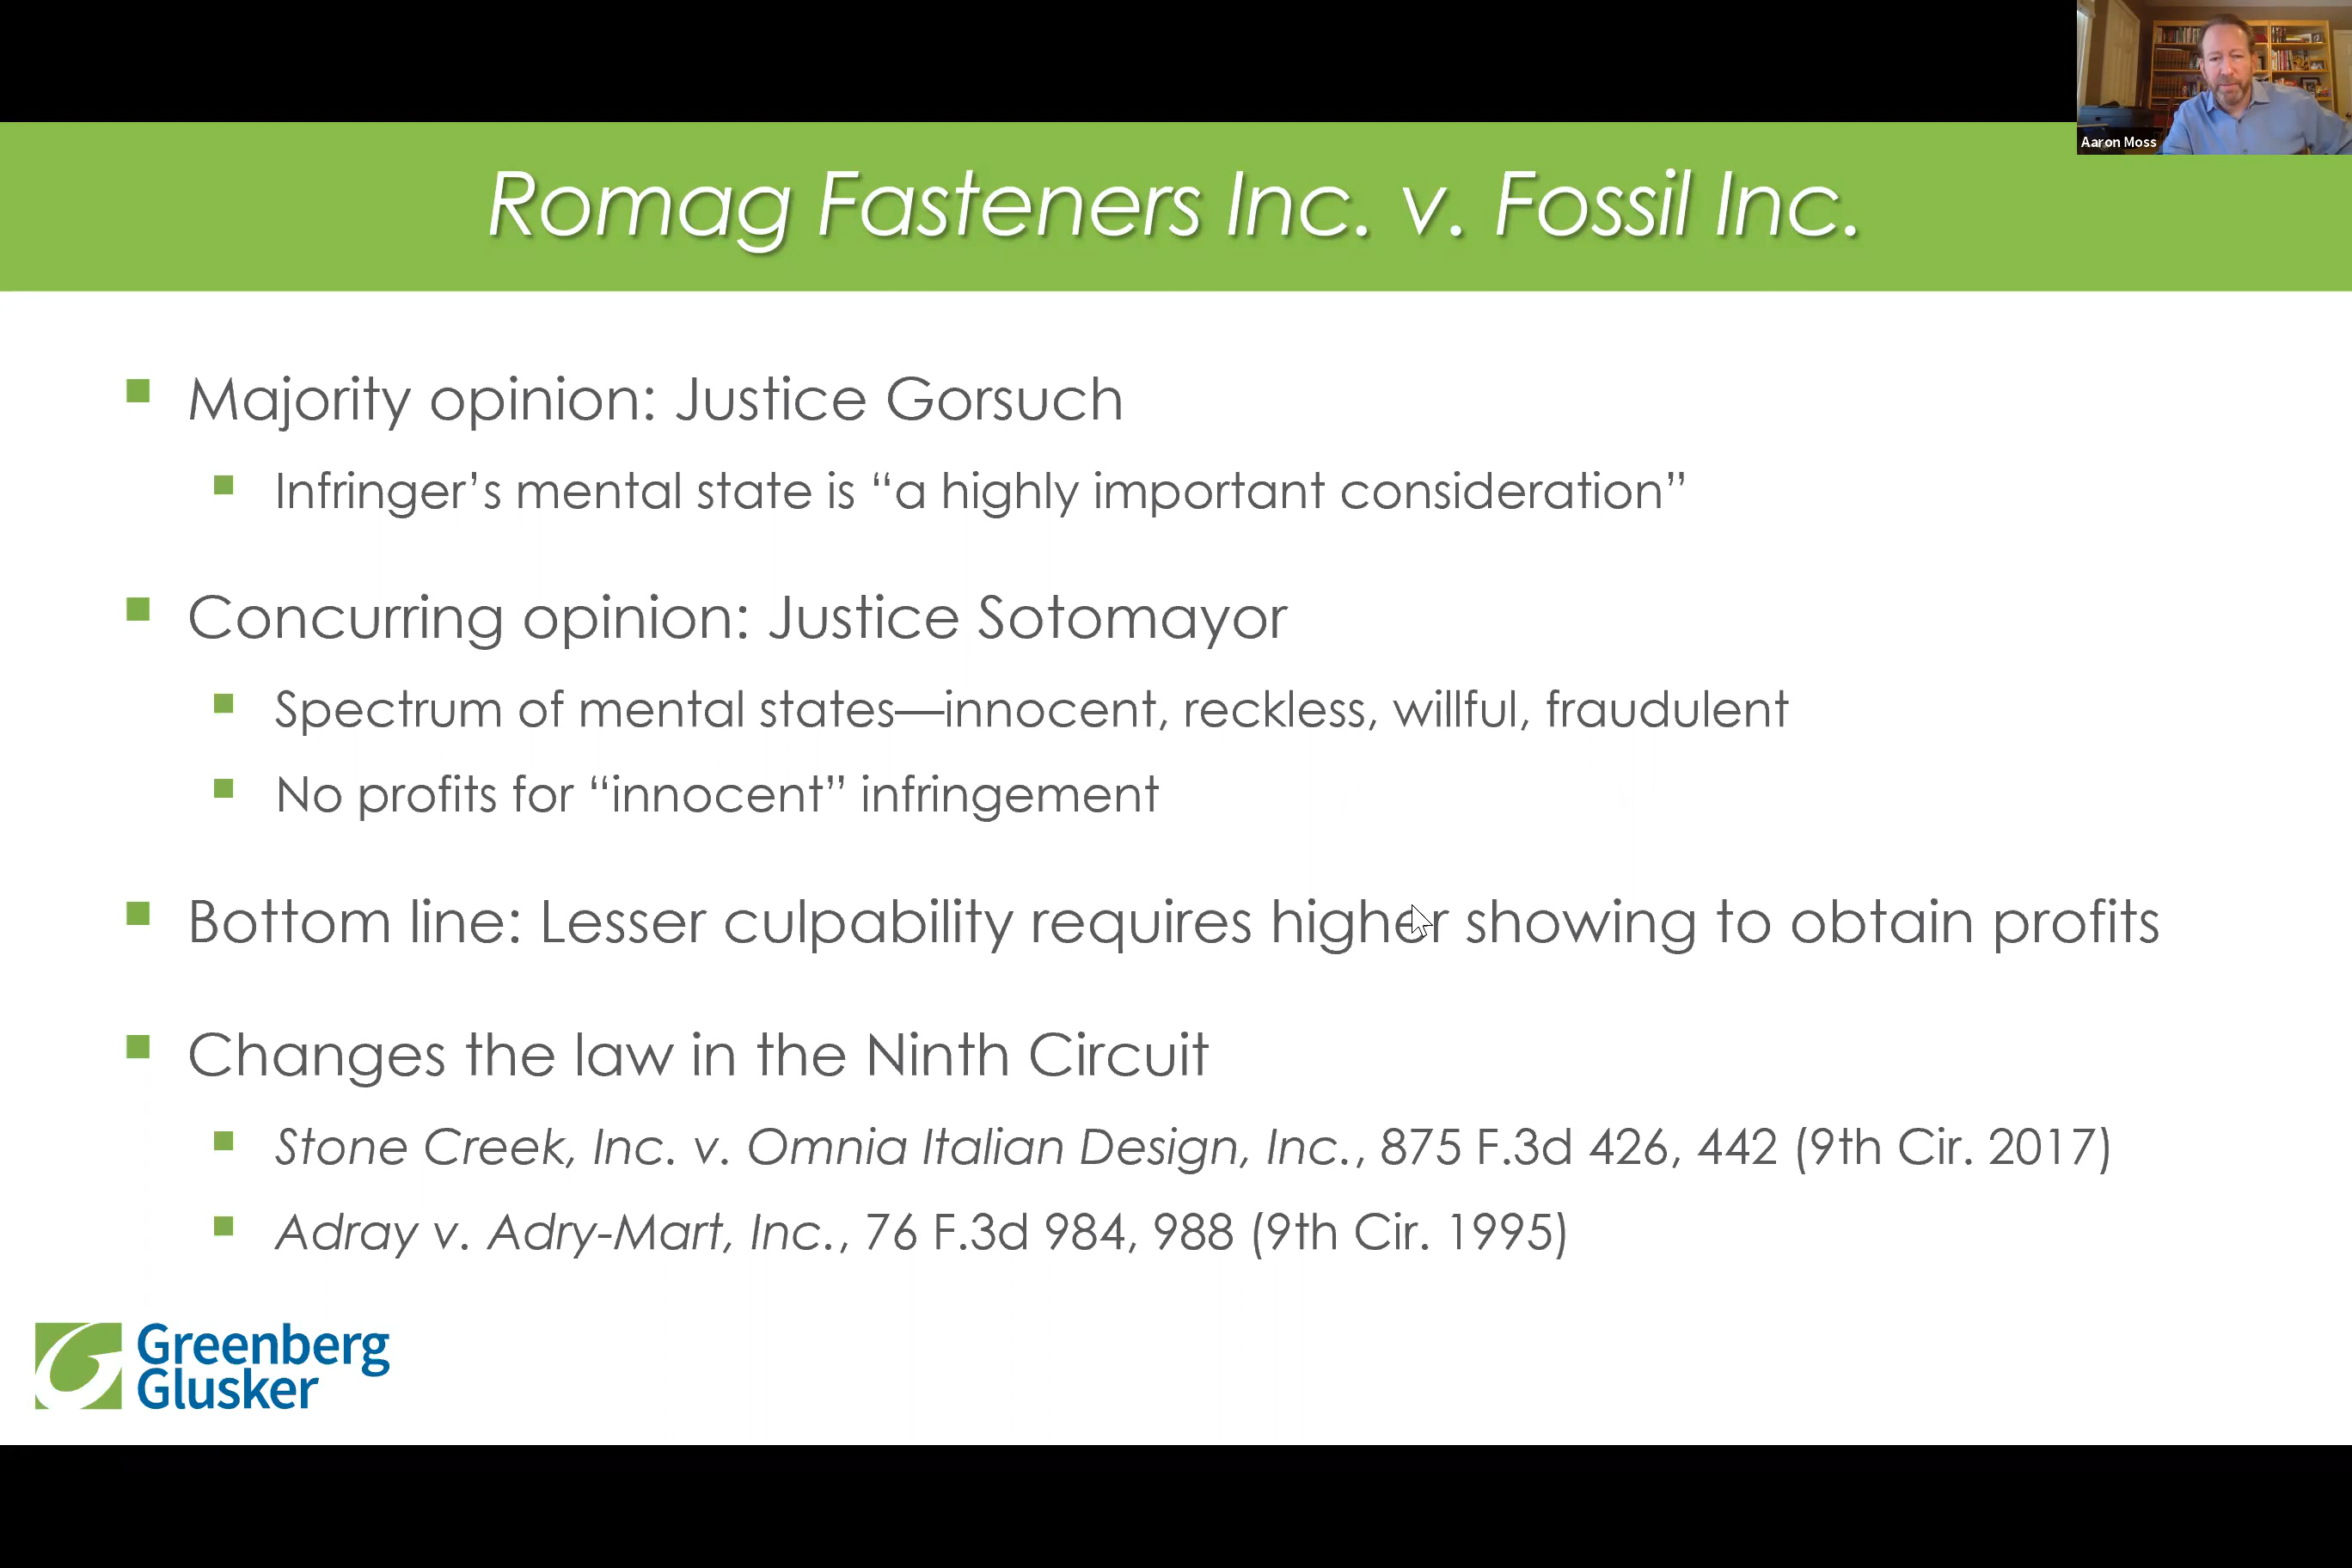 Aaron Moss
Romag Fasteners Inc. v. Fossil Inc.
Majority opinion: Justice Gorsuch
Infringer’s mental state is “a highly important consideration”
Concurring opinion: Justice Sotomayor
Spectrum of mental states—innocent, reckless, willful, fraudulent
No profits for “innocent” infringement
Bottom line: Lesser culpability requires higher showing to obtain profits
Changes the law in the Ninth Circuit
Stone Creek, Inc. v. Omnia Italian Design, Inc., 875 F.3d 426, 442 (9th Cir. 2017)
Adray v. Adry-Mart, Inc., 76 F.3d 984, 988 (9th Cir. 1995)
Greenberg
Glusker